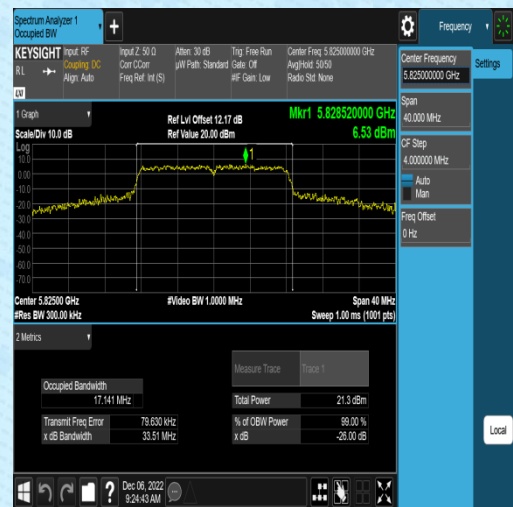 Spectrum Analyzer 1
Occupied BW
+
Frequency
KEYSIGHT
Input: RF
Input Z: 50 Ω
Atten: 30 dB
Trig: Free Run
Center Freq: 5.825000000 GHz
RL
Coupling: DC
Corr CCorr
µW Path: Standard
Gate: Off
Avg|Hold: 50/50
Align: Auto
Freq Ref: Int (S)
#IF Gain: Low
Radio Std: None
LXI
Center Frequency
5.825000000 GHz
Settings
Span
40.000 MHz
CF Step
4.000000 MHz
Auto
Man
Freq Offset
0 Hz
1 Graph
Ref Lvl Offset 12.17 dB
Mkr1 5.828520000 GHz
Scale/Div 10.0 dB
Ref Value 20.00 dBm
6.53 dBm
Log
10.0
0.00
-10.0
-20.0
-30.0
-40.0
-50.0
-60.0
-70.0
1
Center 5.82500 GHz
#Video BW 1.0000 MHz
Span 40 MHz
#Res BW 300.00 kHz
Sweep 1.00 ms (1001 pts)
2 Metrics
Measure Trace
Trace 1
Occupied Bandwidth
17.141 MHz
Total Power
21.3 dBm
Transmit Freq Error
79.630 kHz
% of OBW Power
99.00 %
x dB Bandwidth
33.51 MHz
x dB
-26.00 dB
Local
?
Dec 06, 2022
9:24:43 AM